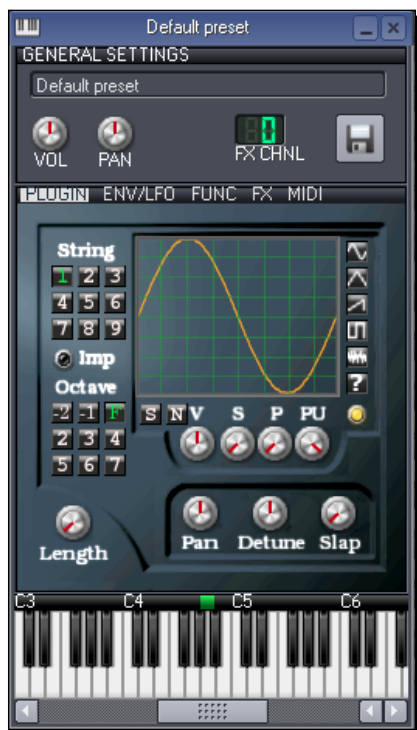 Default preset
GENERAL SETTINGS
Default preset
VOL PAN FX CHNL
0
PLUGIN ENV/LFO FUNC FX MIDI
String
1 2 3
4 5 6
7 8 9
Imp
Octave
-2 -1 F
2 3 4
5 6 7
S N V S P PU
?
Length Pan Detune Slap
C3 C4 C5 C6